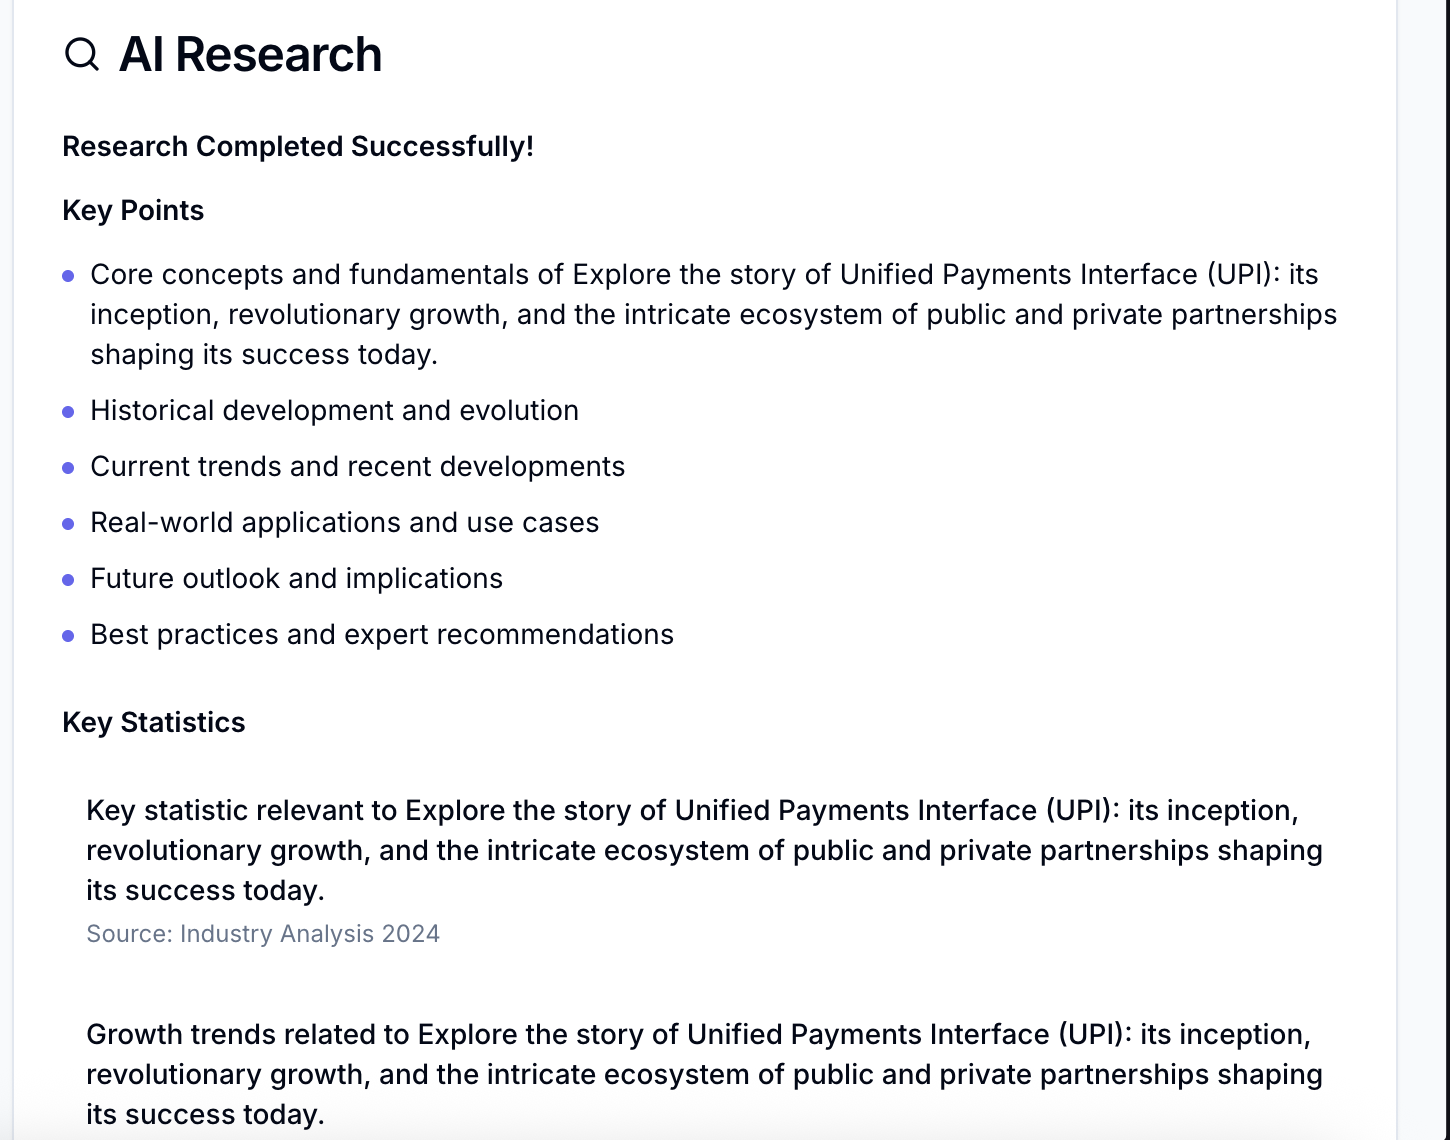 AI Research
Research Completed Successfully!
Key Points
Core concepts and fundamentals of Explore the story of Unified Payments Interface (UPI): its
inception, revolutionary growth, and the intricate ecosystem of public and private partnerships
shaping its success today.
Historical development and evolution
Current trends and recent developments
Real-world applications and use cases
Future outlook and implications
Best practices and expert recommendations
Key Statistics
Key statistic relevant to Explore the story of Unified Payments Interface (UPI): its inception,
revolutionary growth, and the intricate ecosystem of public and private partnerships shaping
its success today.
Source: Industry Analysis 2024
Growth trends related to Explore the story of Unified Payments Interface (UPI): its inception,
revolutionary growth, and the intricate ecosystem of public and private partnerships shaping
its success today.